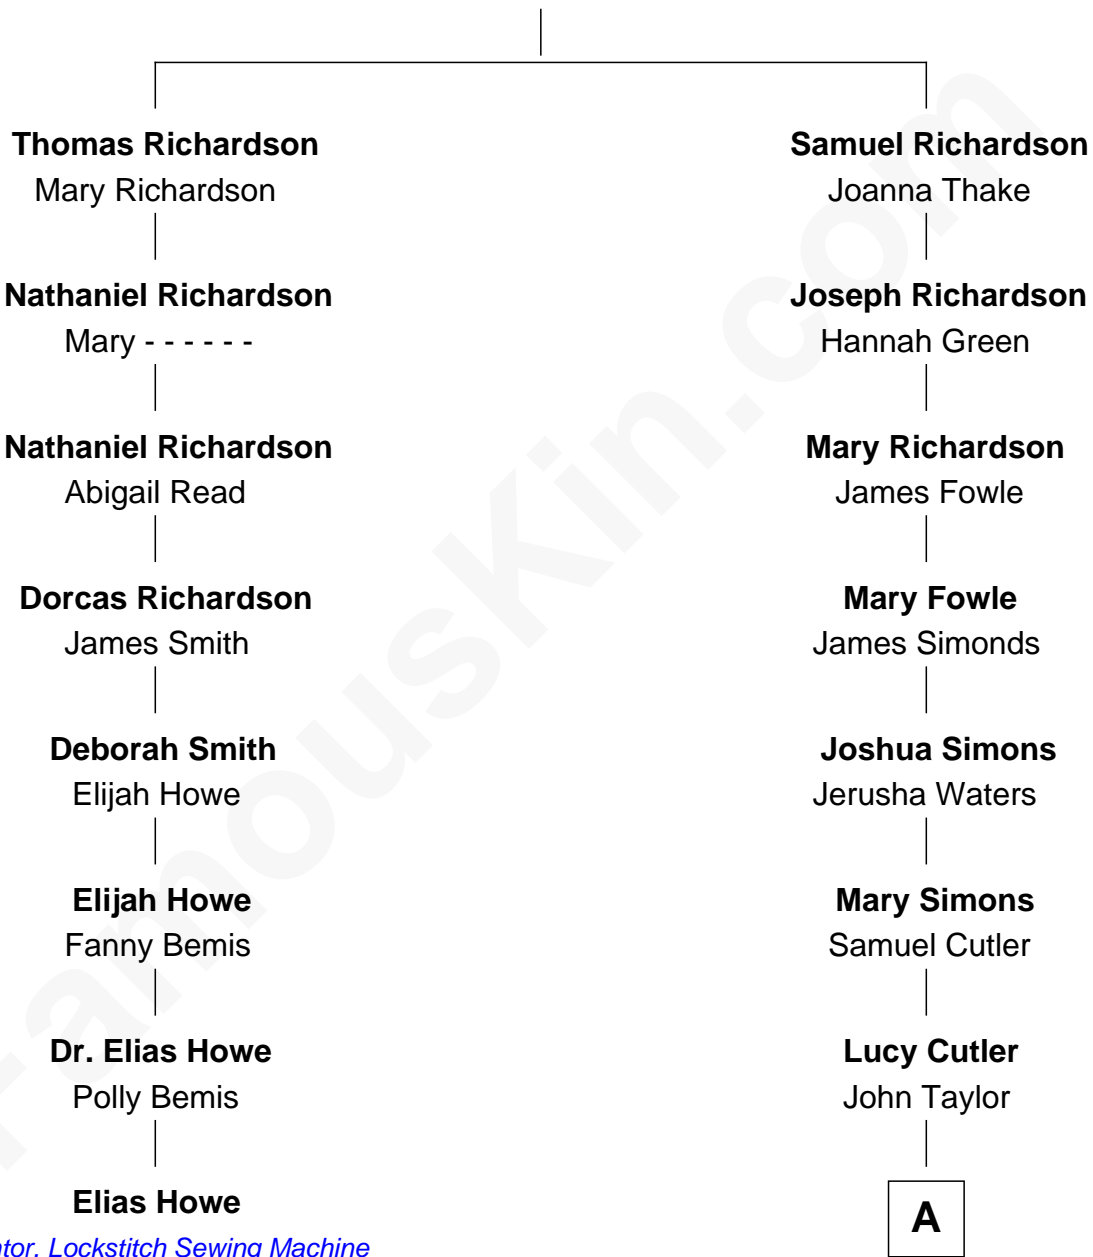 Thomas Richardson
Mary Richardson
Nathaniel Richardson
Mary - - - - - -
Nathaniel Richardson
Abigail Read
Dorcas Richardson
James Smith
Deborah Smith
Elijah Howe
Elijah Howe
Fanny Bemis
Dr. Elias Howe
Polly Bemis
Elias Howe
Lockstitch Sewing Machine
Samuel Richardson
Joanna Thake
Joseph Richardson
Hannah Green
Mary Richardson
James Fowle
Mary Fowle
James Simonds
Joshua Simons
Jerusha Waters
Mary Simons
Samuel Cutler
Lucy Cutler
John Taylor
A
FamousKin.com